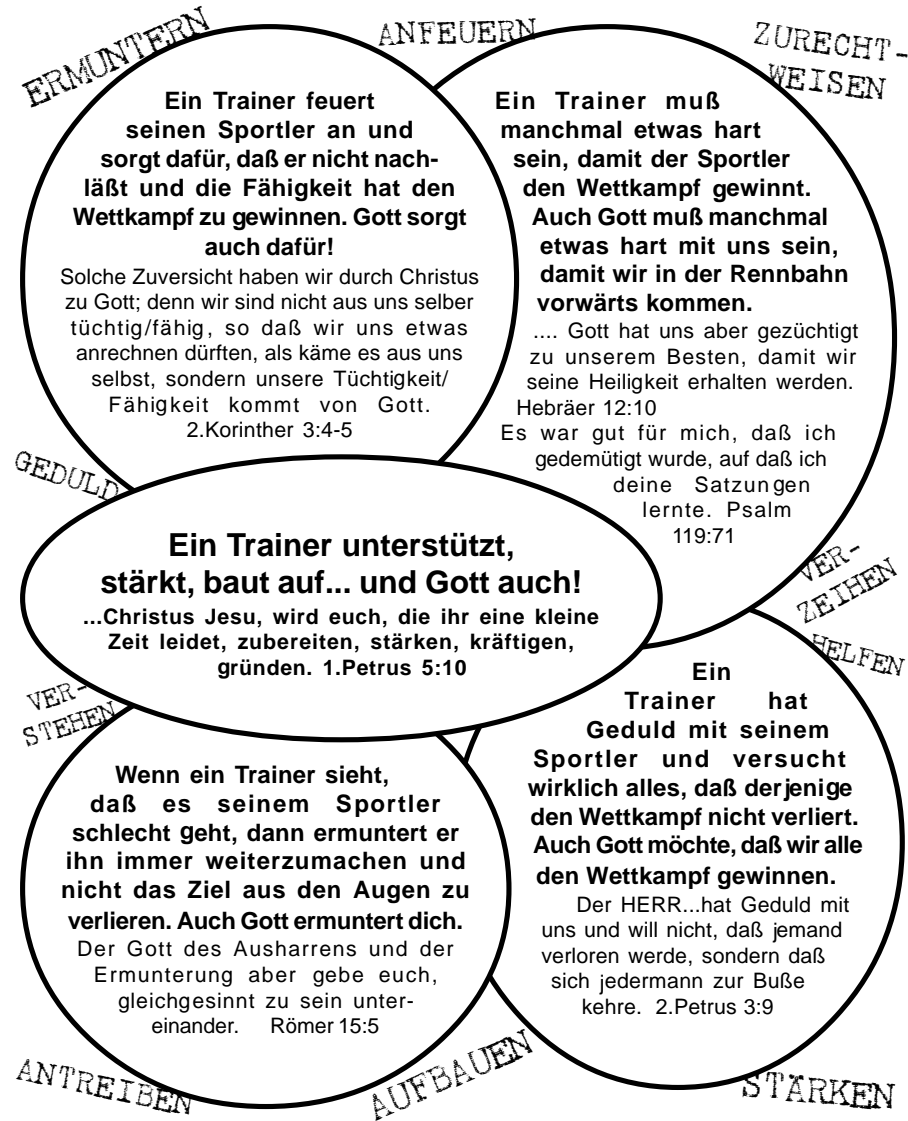 ERMUNTERN
ANFEUERN
ZURECHT-
WEISEN
Ein Trainer feuert
seinen Sportler an und
sorgt dafür, daß er nicht nach-
läßt und die Fähigkeit hat den
Wettkampf zu gewinnen. Gott sorgt
auch dafür!
Solche Zuversicht haben wir durch Christus
zu Gott; denn wir sind nicht aus uns selber
tüchtig/fähig, so daß wir uns etwas
anrechnen dürften, als käme es aus uns
selbst, sondern unsere Tüchtigkeit/
Fähigkeit kommt von Gott.
2.Korinther 3:4-5
Ein Trainer muß
manchmal etwas hart
sein, damit der Sportler
den Wettkampf gewinnt.
Auch Gott muß manchmal
etwas hart mit uns sein,
damit wir in der Rennbahn
vorwärts kommen.
.... Gott hat uns aber gezüchtigt
zu unserem Besten, damit wir
seine Heiligkeit erhalten werden.
Hebräer 12:10
Es war gut für mich, daß ich
gedemütigt wurde, auf daß ich
deine Satzungen
lernte. Psalm
119:71
GEDULD
Ein Trainer unterstützt,
stärkt, baut auf... und Gott auch!
...Christus Jesu, wird euch, die ihr eine kleine
Zeit leidet, zubereiten, stärken, kräftigen,
gründen. 1.Petrus 5:10
VER-
ZEIHEN
HELFEN
VER-
STEHEN
Wenn ein Trainer sieht,
daß es seinem Sportler
schlecht geht, dann ermuntert er
ihn immer weiterzumachen und
nicht das Ziel aus den Augen zu
verlieren. Auch Gott ermuntert dich.
Der Gott des Ausharrens und der
Ermunterung aber gebe euch,
gleichgesinnt zu sein unter-
einander. Römer 15:5
Ein
Trainer hat
Geduld mit seinem
Sportler und versucht
wirklich alles, daß derjenige
den Wettkampf nicht verliert.
Auch Gott möchte, daß wir alle
den Wettkampf gewinnen.
Der HERR...hat Geduld mit
uns und will nicht, daß jemand
verloren werde, sondern daß
sich jedermann zur Buße
kehre. 2.Petrus 3:9
ANTREIBEN
AUFBAUEN
STÄRKEN